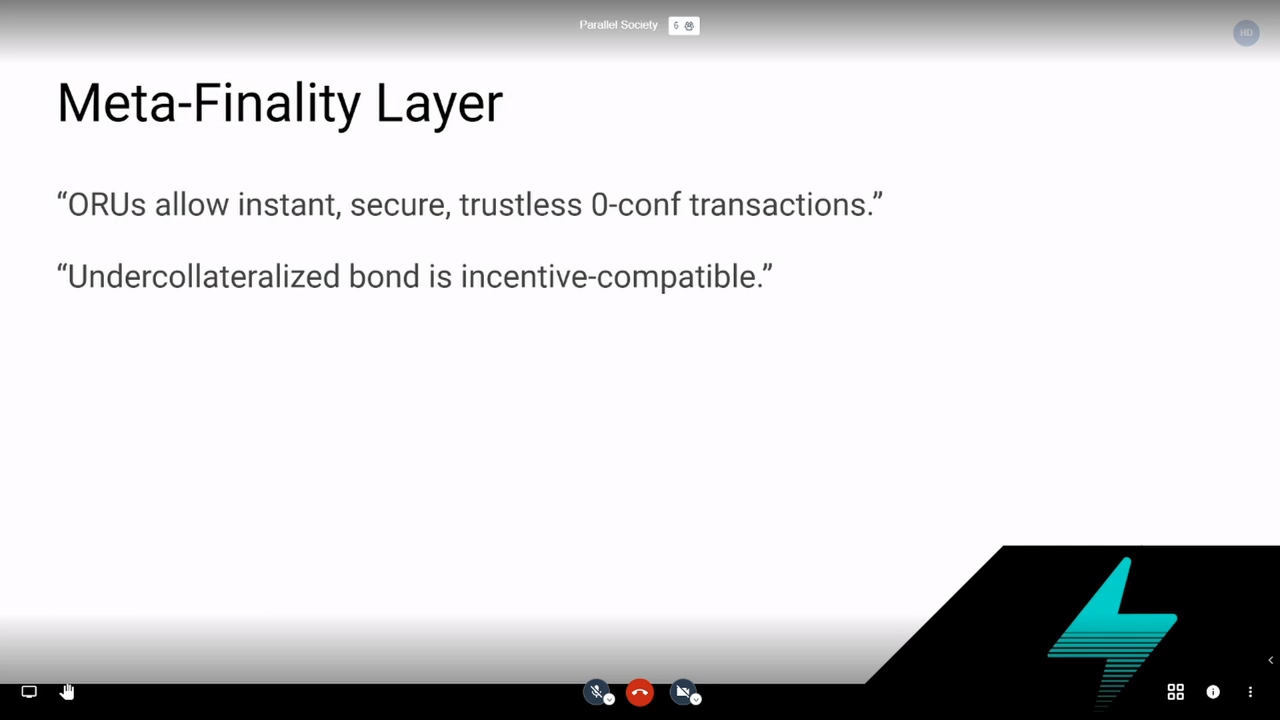 Parallel Society 6
HD
Meta-Finality Layer
“ORUs allow instant, secure, trustless 0-conf transactions.”
“Undercollateralized bond is incentive-compatible.”